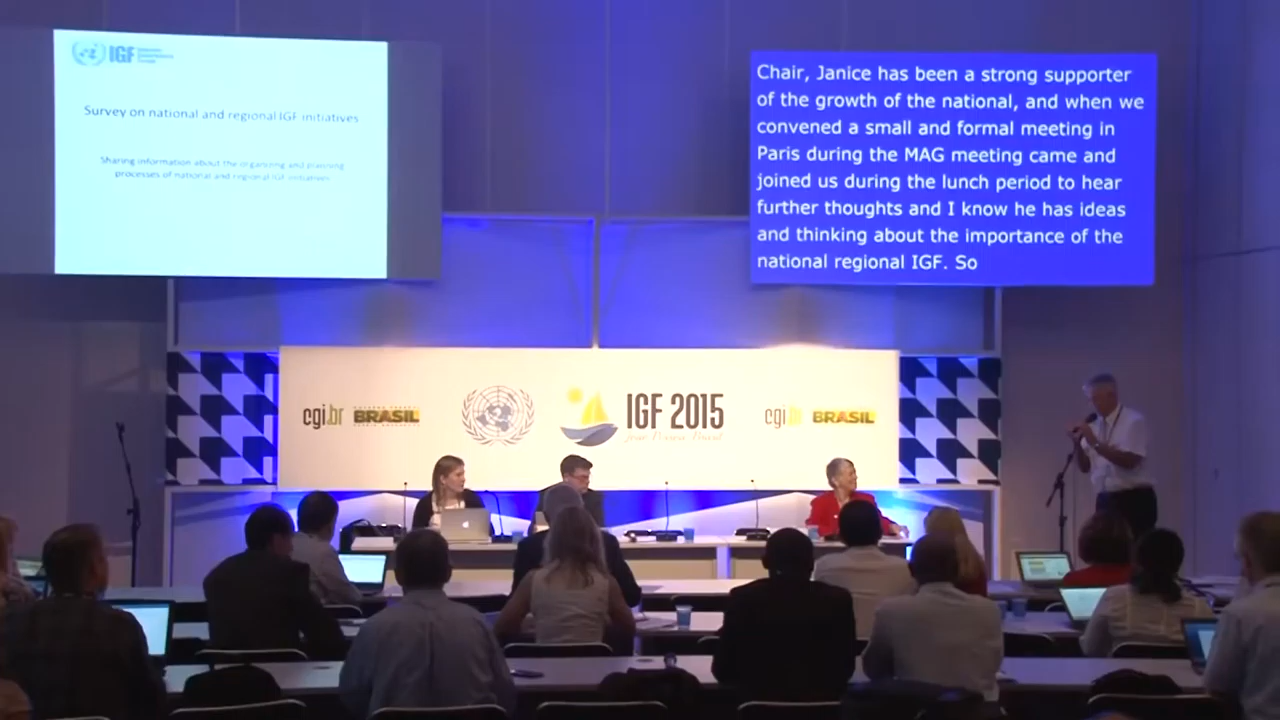 IGF
Survey on national and regional IGF initiatives
Sharing information about the organizing and planning
processes of national and regional IGF initiatives
Chair, Janice has been a strong supporter
of the growth of the national, and when we
convened a small and formal meeting in
Paris during the MAG meeting came and
joined us during the lunch period to hear
further thoughts and I know he has ideas
and thinking about the importance of the
national regional IGF. So
cgi.br BRASIL
IGF 2015
cgi.br BRASIL